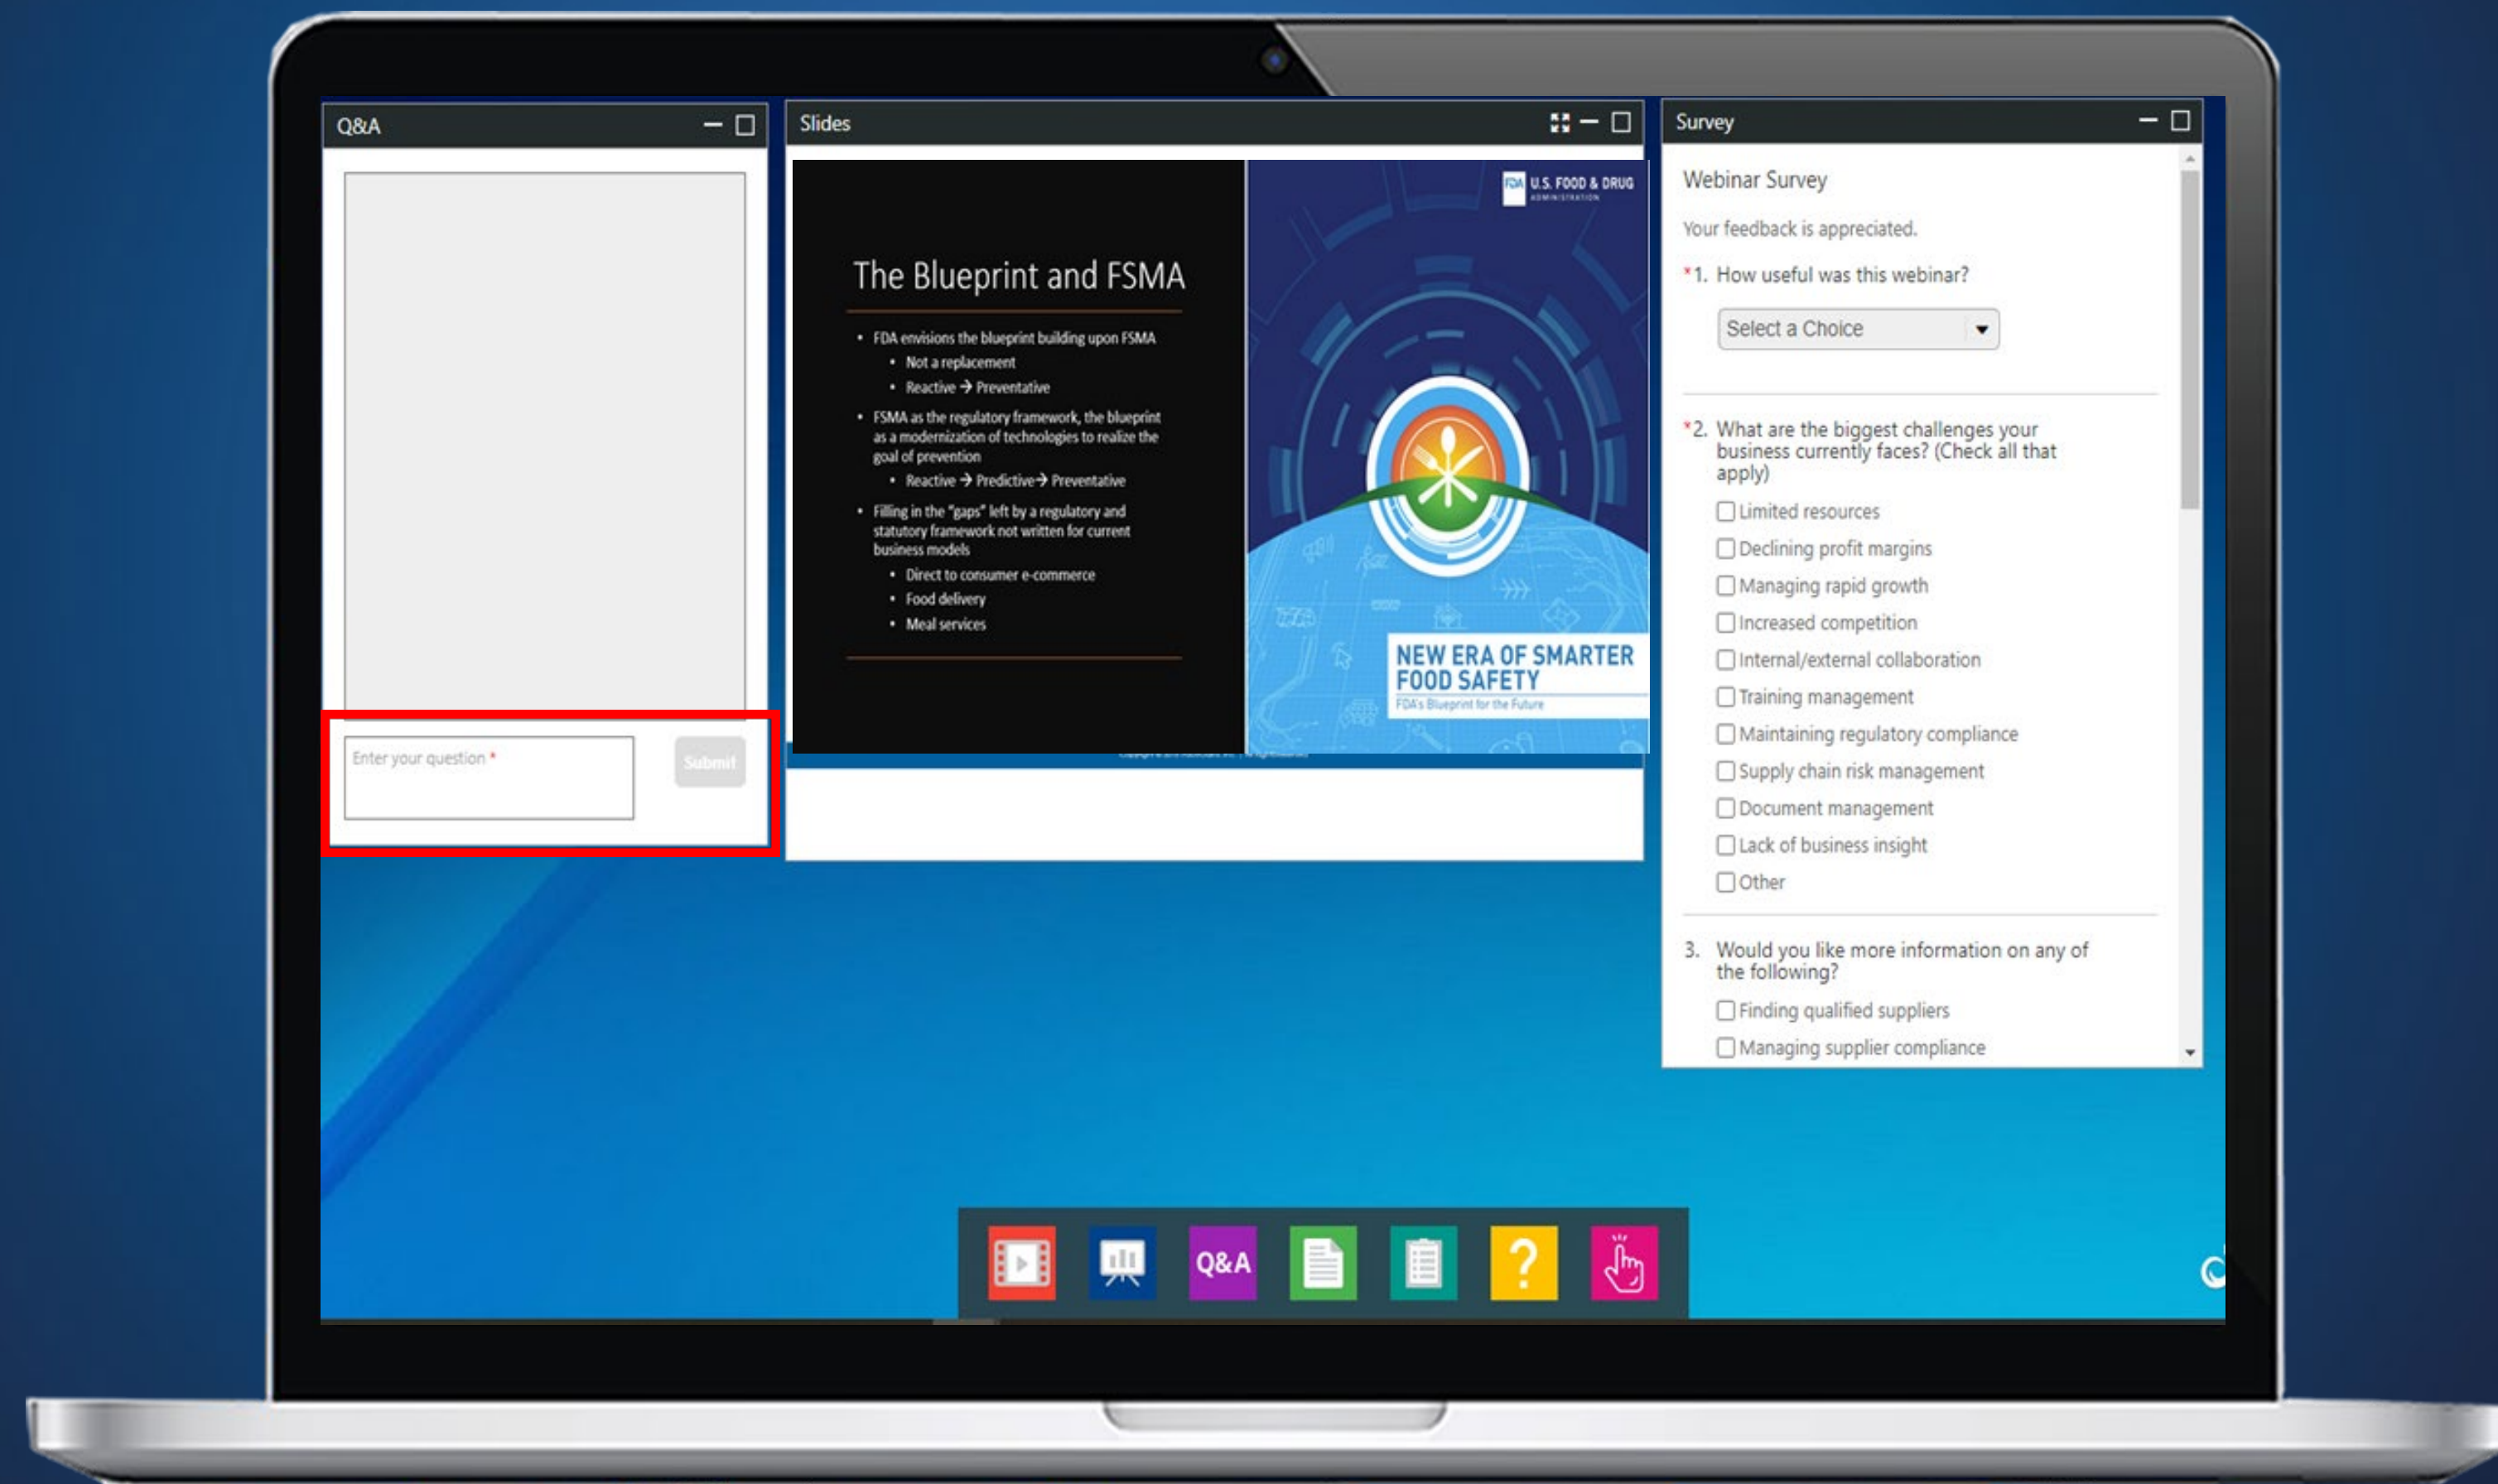 Q&A
Enter your question *
Submit
Slides
The Blueprint and FSMA
• FDA envisions the blueprint building upon FSMA
• Not a replacement
• Reactive → Preventative
• FSMA as the regulatory framework, the blueprint
as a modernization of technologies to realize the
goal of prevention
• Reactive → Predictive → Preventative
• Filling in the "gaps" left by a regulatory and
statutory framework not written for current
business models
• Direct to consumer e-commerce
• Food delivery
• Meal services
FDA U.S. FOOD & DRUG
ADMINISTRATION
NEW ERA OF SMARTER
FOOD SAFETY
FDA's Blueprint for the Future
Survey
Webinar Survey
Your feedback is appreciated.
*1. How useful was this webinar?
Select a Choice
*2. What are the biggest challenges your
business currently faces? (Check all that
apply)
Limited resources
Declining profit margins
Managing rapid growth
Increased competition
Internal/external collaboration
Training management
Maintaining regulatory compliance
Supply chain risk management
Document management
Lack of business insight
Other
3. Would you like more information on any of
the following?
Finding qualified suppliers
Managing supplier compliance
Q&A
?